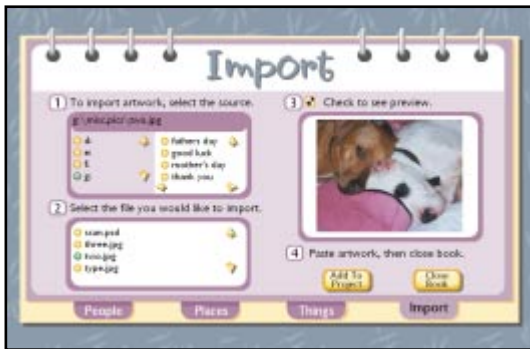 Import
1 To import artwork, select the source.
g:\misc.pics\two.jpg
d:
e:
f:
g:
fathers day
good luck
mother's day
thank you
2 Select the file you would like to import.
scan.psd
three.jpg
two.jpg
type.jpg
3 Check to see preview.
4 Paste artwork, then close book.
Add To
Project
Close
Book
People
Places
Things
Import